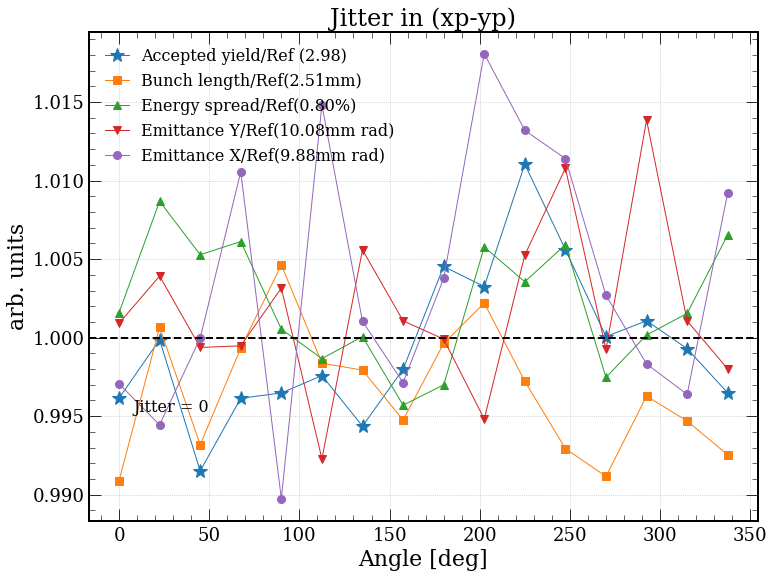 Jitter in (xp-yp)
Accepted yield/Ref (2.98)
Bunch length/Ref(2.51mm)
Energy spread/Ref(0.80%)
Emittance Y/Ref(10.08mm rad)
Emittance X/Ref(9.88mm rad)
1.015
1.010
1.005
1.000
0.995
0.990
arb. units
Jitter = 0
0 50 100 150 200 250 300 350
Angle [deg]